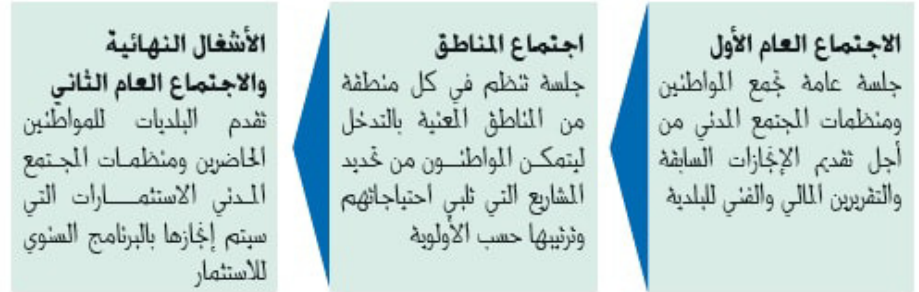 الاجتماع العام الأول
جلسة عامة تجمع المواطنين
ومنظمات المجتمع المدني من
أجل تقديم الإنجازات السابقة
والتقريرين المالي والفني للبلدية
اجتماع المناطق
جلسة تنظم في كل منطقة
من المناطق المعنية بالتدخل
ليتمكن المواطنون من تحديد
المشاريع التي تلبي احتياجاتهم
وترتيبها حسب الأولوية
الأشغال النهائية
والاجتماع العام الثاني
تقدم البلديات للمواطنين
الحاضرين ومنظمات المجتمع
المدني الاستثمارات التي
سيتم إنجازها بالبرنامج السنوي
للاستثمار